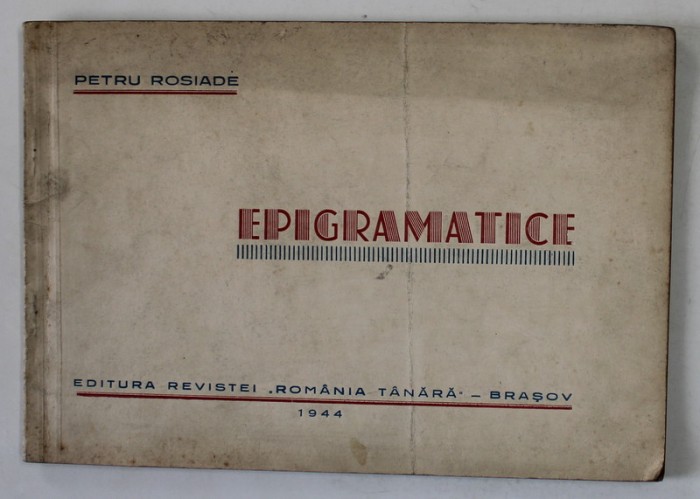 PETRU ROSIADE
EPIGRAMATICE
EDITURA REVISTEI „ROMÂNIA TÂNĂRĂ” — BRAŞOV
1944